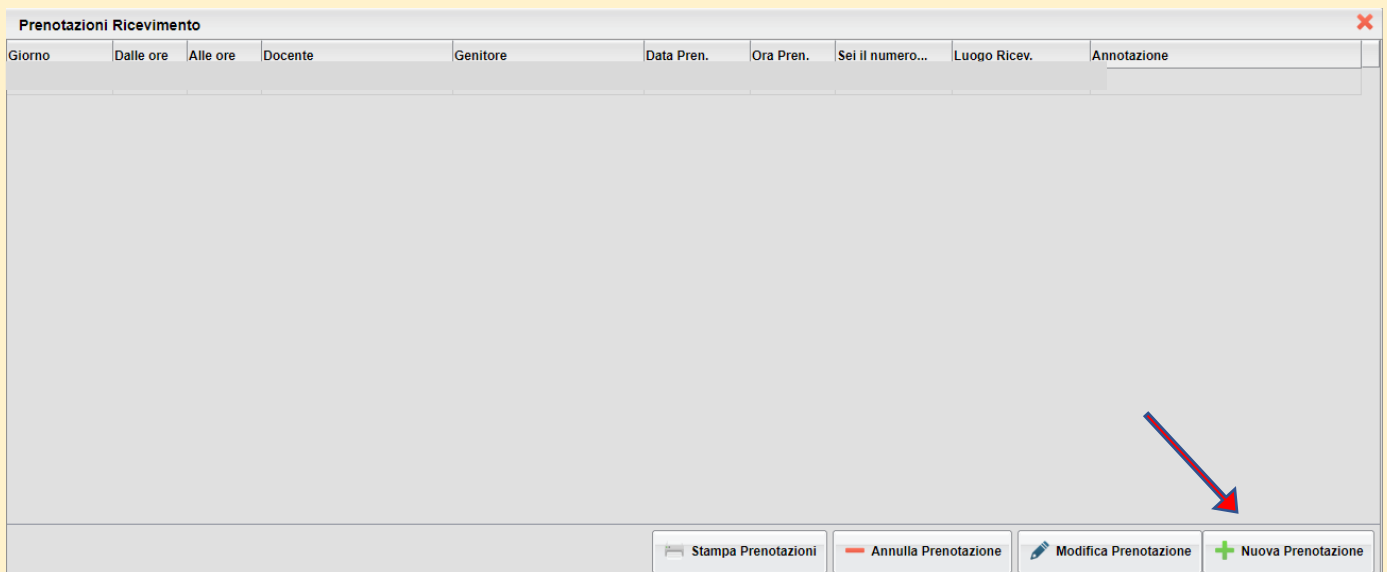 Prenotazioni Ricevimento
Giorno Dalle ore Alle ore Docente Genitore Data Pren. Ora Pren. Sei il numero... Luogo Ricev. Annotazione
Stampa Prenotazioni Annulla Prenotazione Modifica Prenotazione Nuova Prenotazione